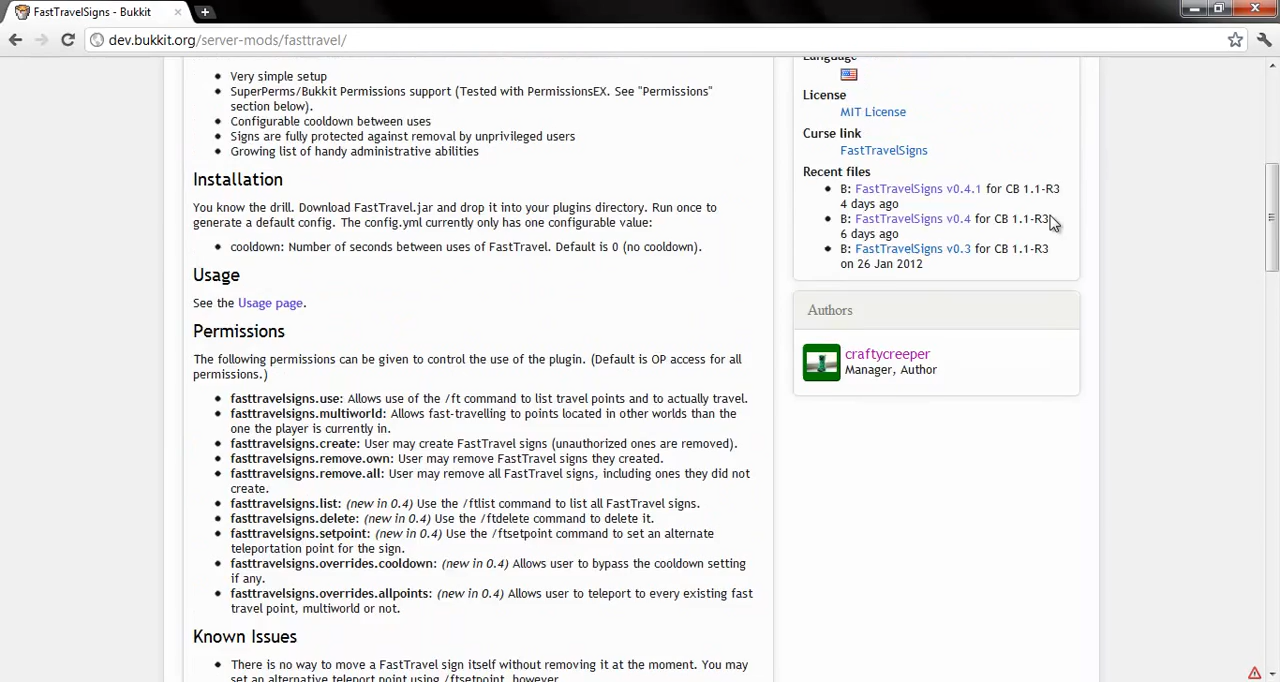 FastTravelSigns - Bukkit
dev.bukkit.org/server-mods/fasttravel/
Very simple setup
SuperPerms/Bukkit Permissions support (Tested with PermissionsEX. See "Permissions"
section below).
Configurable cooldown between uses
Signs are fully protected against removal by unprivileged users
Growing list of handy administrative abilities
Installation
You know the drill. Download FastTravel.jar and drop it into your plugins directory. Run once to
generate a default config. The config.yml currently only has one configurable value:
cooldown: Number of seconds between uses of FastTravel. Default is 0 (no cooldown).
Usage
See the Usage page.
Permissions
The following permissions can be given to control the use of the plugin. (Default is OP access for all
permissions.)
fasttravelsigns.use: Allows use of the /ft command to list travel points and to actually travel.
fasttravelsigns.multiworld: Allows fast-travelling to points located in other worlds than the
one the player is currently in.
fasttravelsigns.create: User may create FastTravel signs (unauthorized ones are removed).
fasttravelsigns.remove.own: User may remove FastTravel signs they created.
fasttravelsigns.remove.all: User may remove all FastTravel signs, including ones they did not
create.
fasttravelsigns.list: (new in 0.4) Use the /ftlist command to list all FastTravel signs.
fasttravelsigns.delete: (new in 0.4) Use the /ftdelete command to delete it.
fasttravelsigns.setpoint: (new in 0.4) Use the /ftsetpoint command to set an alternate
teleportation point for the sign.
fasttravelsigns.overrides.cooldown: (new in 0.4) Allows user to bypass the cooldown setting
if any.
fasttravelsigns.overrides.allpoints: (new in 0.4) Allows user to teleport to every existing fast
travel point, multiworld or not.
Known Issues
There is no way to move a FastTravel sign itself without removing it at the moment. You may
set an alternative teleport point using /ftsetpoint, however.
Language
License
MIT License
Curse link
FastTravelSigns
Recent files
B: FastTravelSigns v0.4.1 for CB 1.1-R3
4 days ago
B: FastTravelSigns v0.4 for CB 1.1-R3
6 days ago
B: FastTravelSigns v0.3 for CB 1.1-R3
on 26 Jan 2012
Authors
craftycreeper
Manager, Author